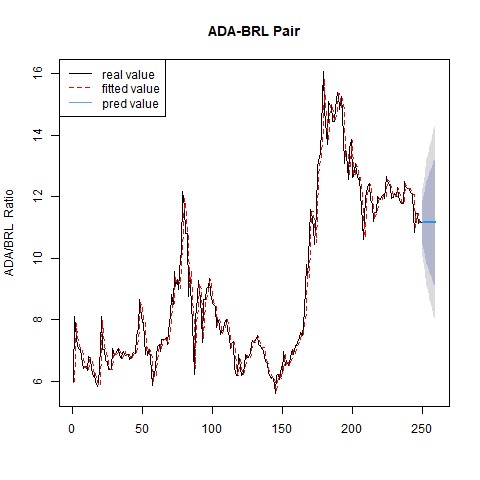 ADA-BRL Pair
real value
fitted value
pred value
ADA/BRL Ratio
16
14
12
10
8
6
0 50 100 150 200 250